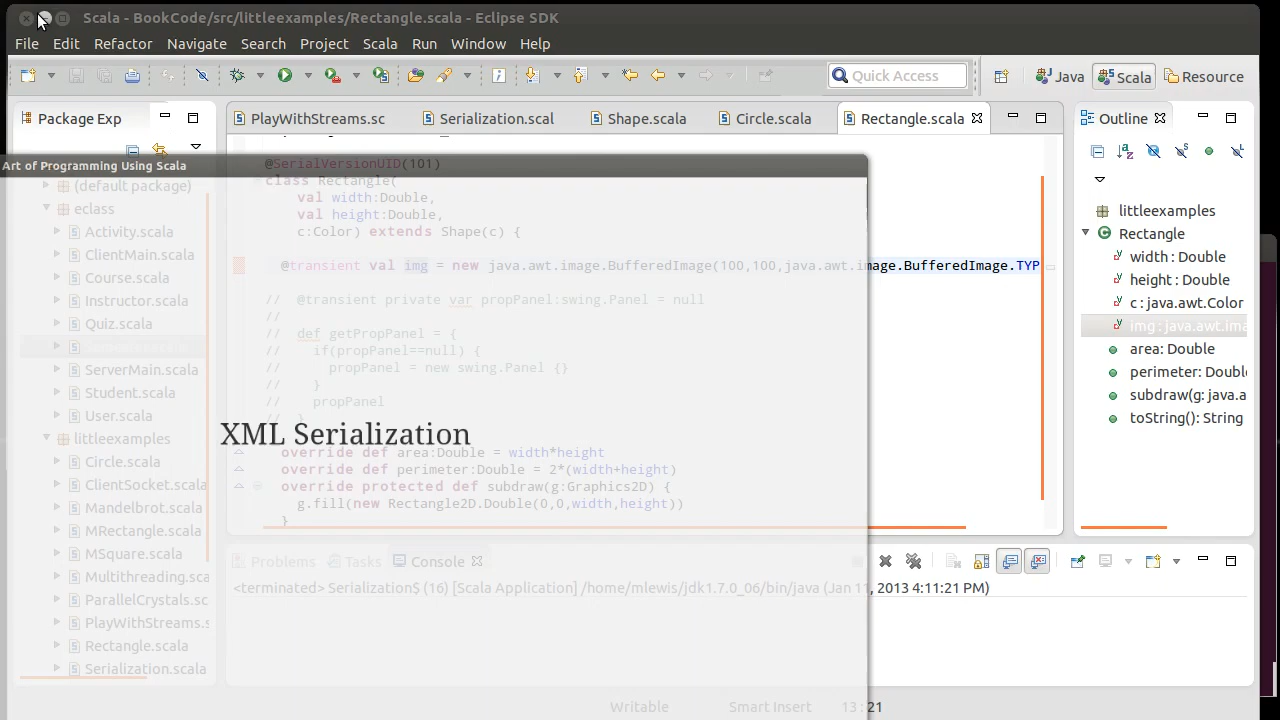 Scala - BookCode/src/littleexamples/Rectangle.scala - Eclipse SDK
File Edit Refactor Navigate Search Project Scala Run Window Help
Quick Access Java Scala Resource
Package Exp PlayWithStreams.sc Serialization.scal Shape.scala Circle.scala Rectangle.scala Outline
Art of Programming Using Scala
(default package)
eclass
Activity.scala
ClientMain.scala
Course.scala
Instructor.scala
Quiz.scala
ServerMain.scala
Student.scala
User.scala
littleexamples
Circle.scala
ClientSocket.scala
Mandelbrot.scala
MRectangle.scala
MSquare.scala
Multithreading.sca
ParallelCrystals.sc
PlayWithStreams.s
Rectangle.scala
Serialization.scala
@SerialVersionUID(101)
class Rectangle(
val width:Double,
val height:Double,
c:Color) extends Shape(c) {
@transient val img = new java.awt.image.BufferedImage(100,100,java.awt.image.BufferedImage.TYP
// @transient private var propPanel:swing.Panel = null
//
// def getPropPanel = {
// if(propPanel==null) {
// propPanel = new swing.Panel {}
// }
// propPanel
// }
XML Serialization
override def area:Double = width*height
override def perimeter:Double = 2*(width+height)
override protected def subdraw(g:Graphics2D) {
g.fill(new Rectangle2D.Double(0,0,width,height))
}
littleexamples
Rectangle
width : Double
height : Double
c : java.awt.Color
img : java.awt.ima
area: Double
perimeter: Double
subdraw(g: java.a
toString(): String
Problems Tasks Console
<terminated> Serialization$ (16) [Scala Application] /home/mlewis/jdk1.7.0_06/bin/java (Jan 11, 2013 4:11:21 PM)
Writable Smart Insert 13 : 21